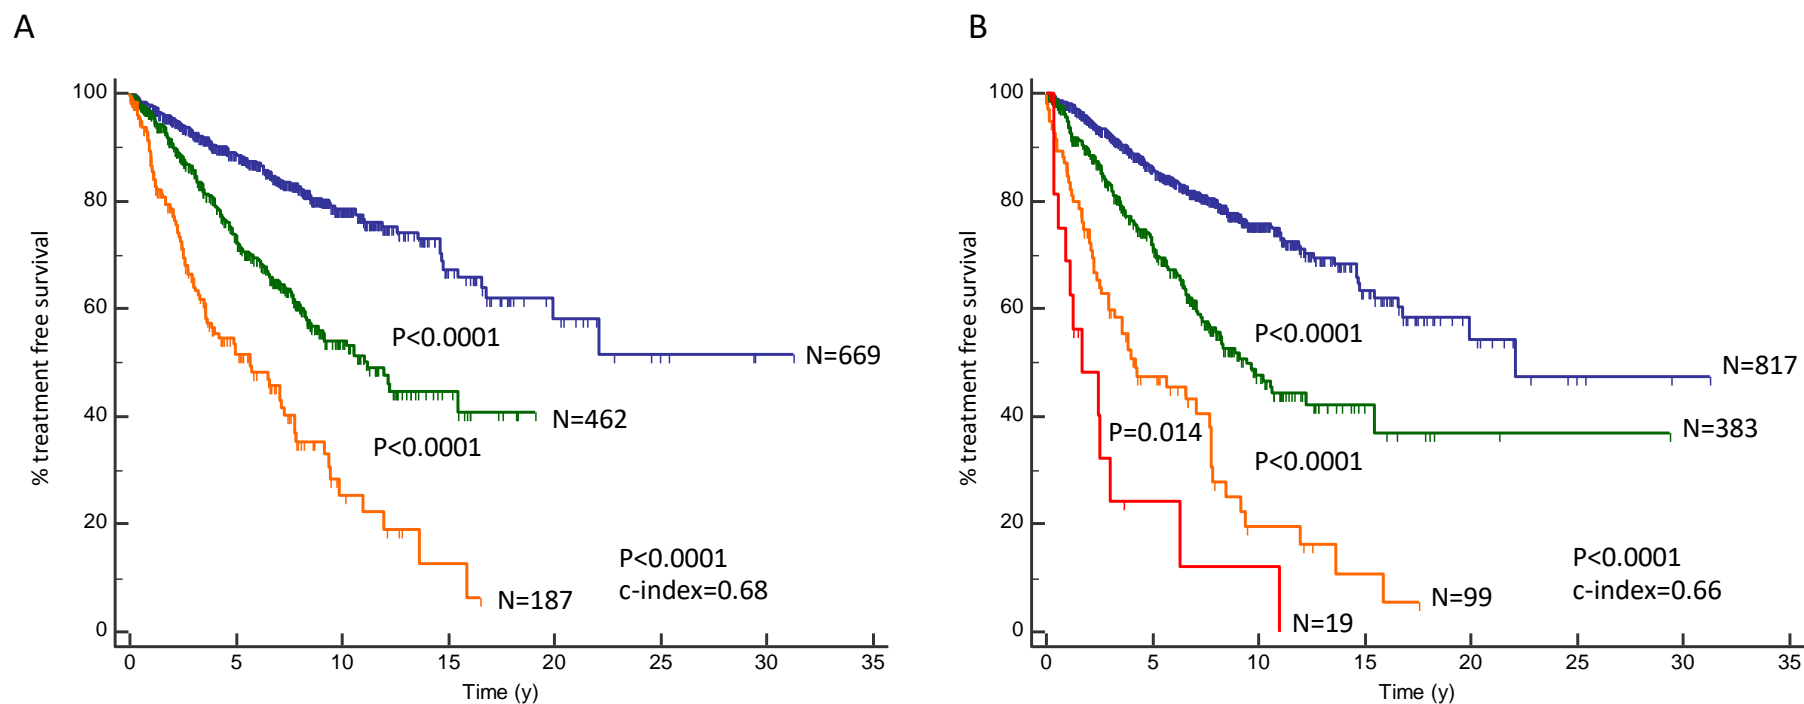 A
% treatment free survival
100
80
60
40
20
0
P<0.0001
N=669
N=462
P<0.0001
P<0.0001
c-index=0.68
N=187
0 5 10 15 20 25 30 35
Time (y)
B
% treatment free survival
100
80
60
40
20
0
P<0.0001
N=817
N=383
P=0.014
P<0.0001
P<0.0001
c-index=0.66
N=99
N=19
0 5 10 15 20 25 30 35
Time (y)